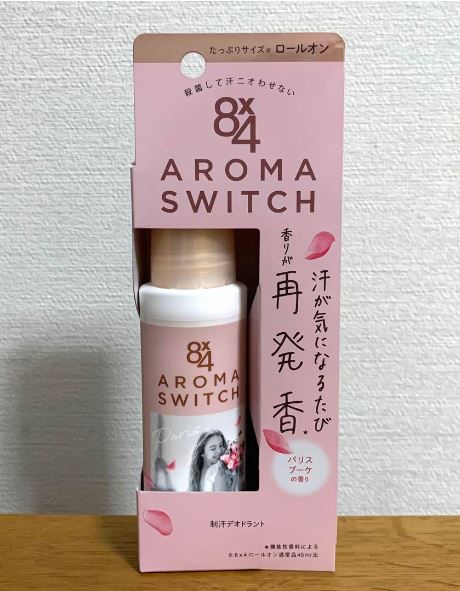 たっぷりサイズ※ ロールオン
殺菌して汗ニオわせない
8x4
AROMA
SWITCH
汗が気になるたび
香りが
再発香★
パリス
ブーケ
の香り
8x4
AROMA
SWITCH
Paris
制汗デオドラント
★機能性香料による
※8x4ロールオン通常品45ml比